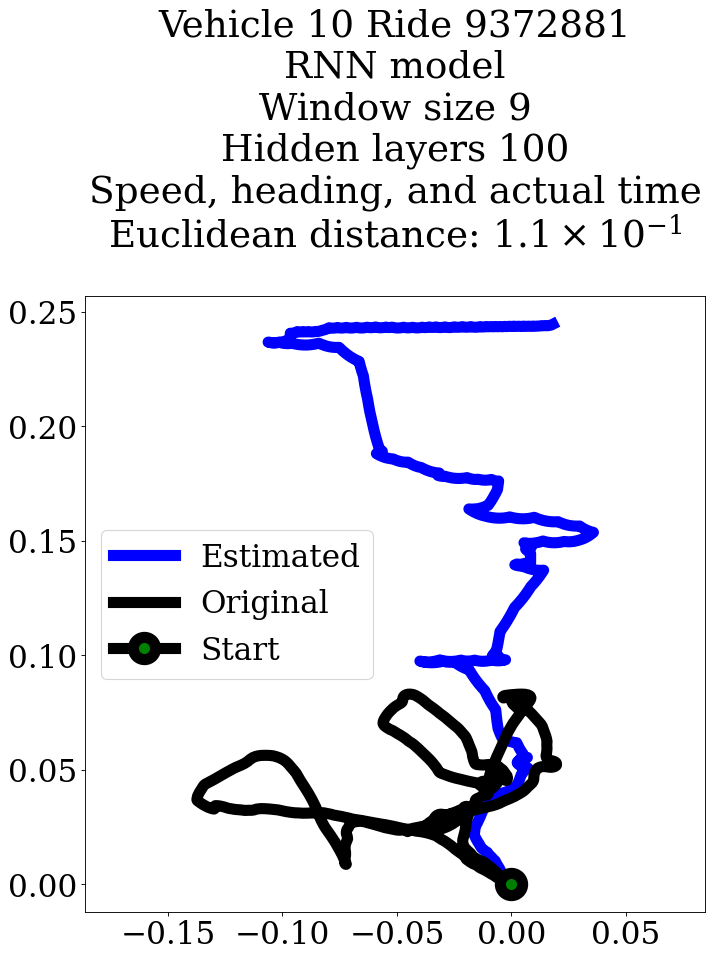 Vehicle 10 Ride 9372881
RNN model
Window size 9
Hidden layers 100
Speed, heading, and actual time
Euclidean distance: 1.1 × 10⁻¹
0.25
0.20
0.15
0.10
0.05
0.00
Estimated
Original
Start
−0.15 −0.10 −0.05 0.00 0.05